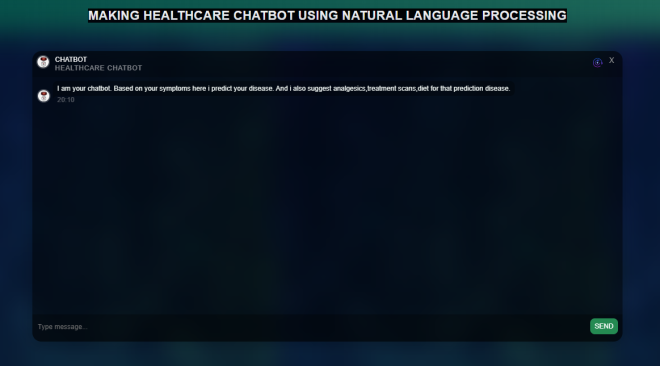 MAKING HEALTHCARE CHATBOT USING NATURAL LANGUAGE PROCESSING
CHATBOT
HEALTHCARE CHATBOT
X
I am your chatbot. Based on your symptoms here i predict your disease. And i also suggest analgesics,treatment scans,diet for that prediction disease.
20:10
Type message...
SEND